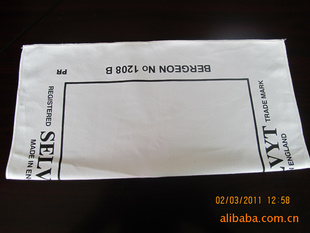 BERGEON No 1208 B
PR
REGISTERED
SELV
MADE IN EN
VYT
TRADE MARK
ENGLAND
02/03/2011 12:58
alibaba.com.cn